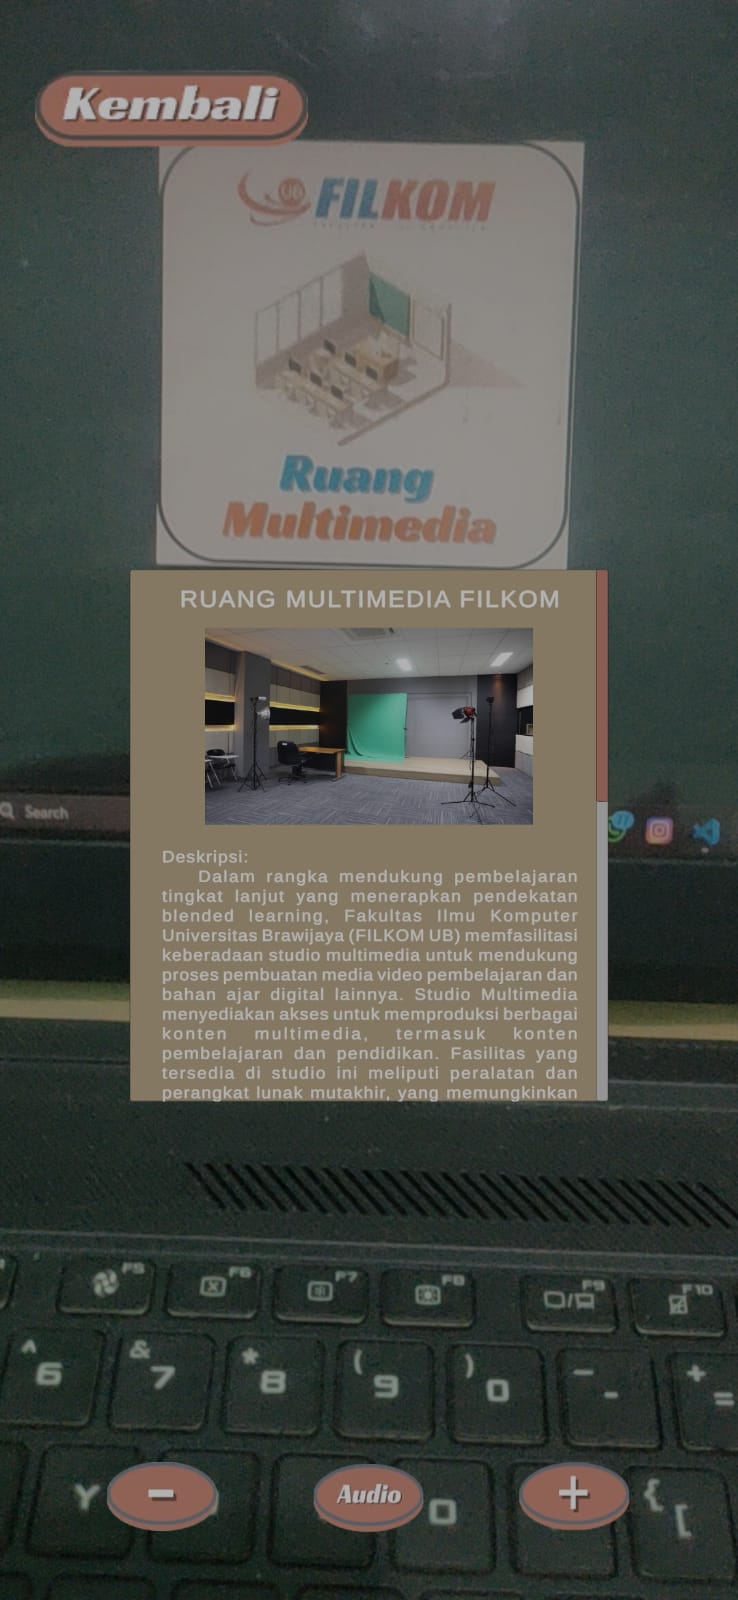 Kembali
UB FILKOM
Ruang
Multimedia
RUANG MULTIMEDIA FILKOM
Deskripsi:
Dalam rangka mendukung pembelajaran
tingkat lanjut yang menerapkan pendekatan
blended learning, Fakultas Ilmu Komputer
Universitas Brawijaya (FILKOM UB) memfasilitasi
keberadaan studio multimedia untuk mendukung
proses pembuatan media video pembelajaran dan
bahan ajar digital lainnya. Studio Multimedia
menyediakan akses untuk memproduksi berbagai
konten multimedia, termasuk konten
pembelajaran dan pendidikan. Fasilitas yang
tersedia di studio ini meliputi peralatan dan
perangkat lunak mutakhir, yang memungkinkan
Search
F5 F6 F7 F8 F9 F10
^ & * ( ) - +
6 7 8 9 0 - =
Y O { [
- Audio +